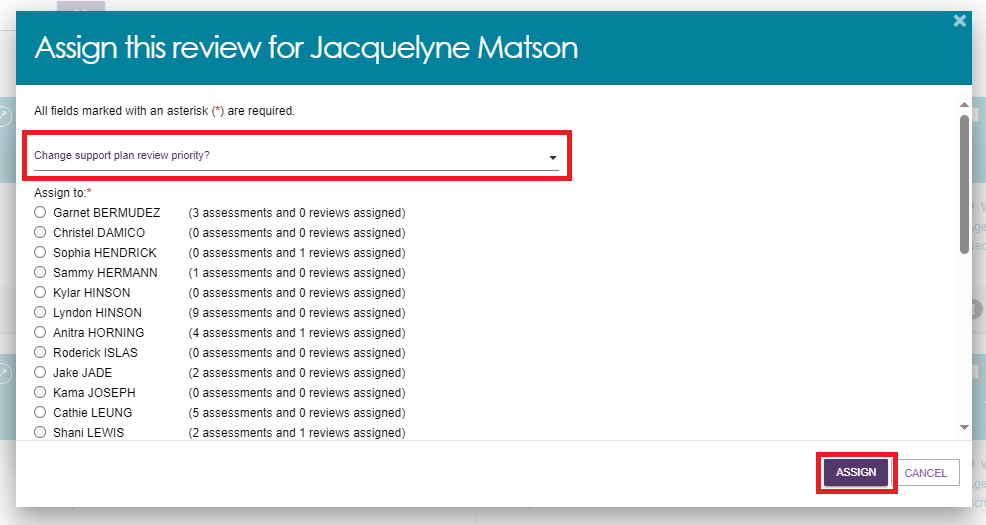 Assign this review for Jacquelyne Matson
All fields marked with an asterisk (*) are required.
Change support plan review priority?
Assign to:*
Garnet BERMUDEZ (3 assessments and 0 reviews assigned)
Christel DAMICO (0 assessments and 0 reviews assigned)
Sophia HENDRICK (0 assessments and 1 reviews assigned)
Sammy HERMANN (1 assessments and 0 reviews assigned)
Kylar HINSON (0 assessments and 0 reviews assigned)
Lyndon HINSON (9 assessments and 0 reviews assigned)
Anitra HORNING (4 assessments and 1 reviews assigned)
Roderick ISLAS (0 assessments and 0 reviews assigned)
Jake JADE (2 assessments and 0 reviews assigned)
Kama JOSEPH (0 assessments and 0 reviews assigned)
Cathie LEUNG (5 assessments and 0 reviews assigned)
Shani LEWIS (2 assessments and 1 reviews assigned)
ASSIGN CANCEL